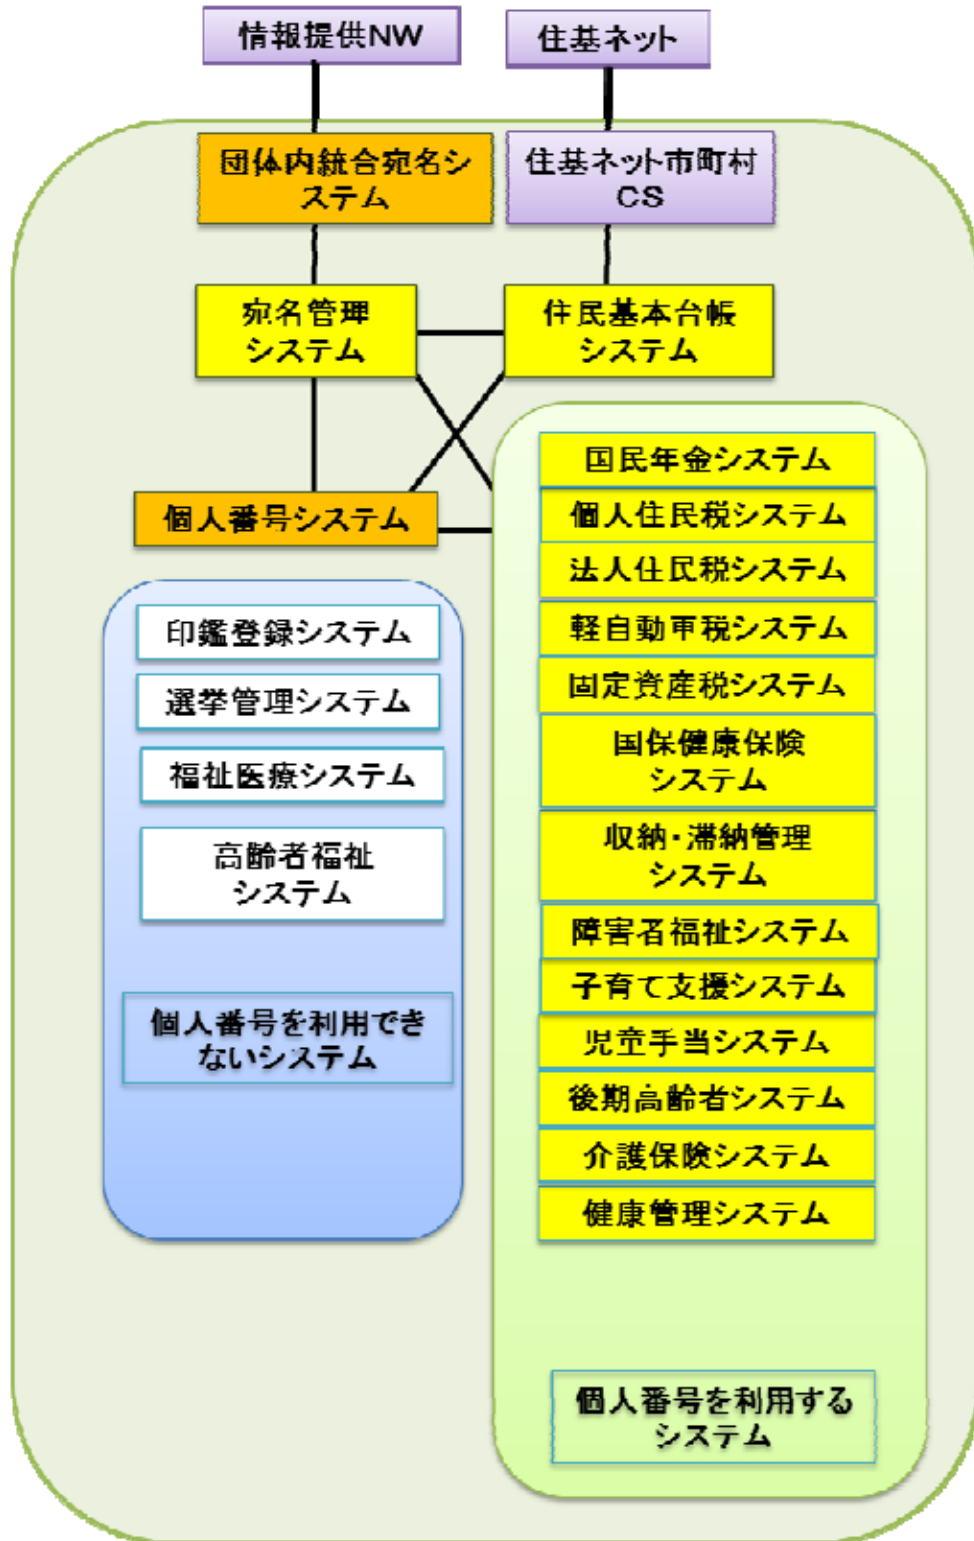 情報提供NW
住基ネット
団体内統合宛名シ
ステム
住基ネット市町村
CS
宛名管理
システム
住民基本台帳
システム
個人番号システム
印鑑登録システム
選挙管理システム
福祉医療システム
高齢者福祉
システム
個人番号を利用でき
ないシステム
国民年金システム
個人住民税システム
法人住民税システム
軽自動車税システム
固定資産税システム
国保健康保険
システム
収納・滞納管理
システム
障害者福祉システム
子育て支援システム
児童手当システム
後期高齢者システム
介護保険システム
健康管理システム
個人番号を利用する
システム